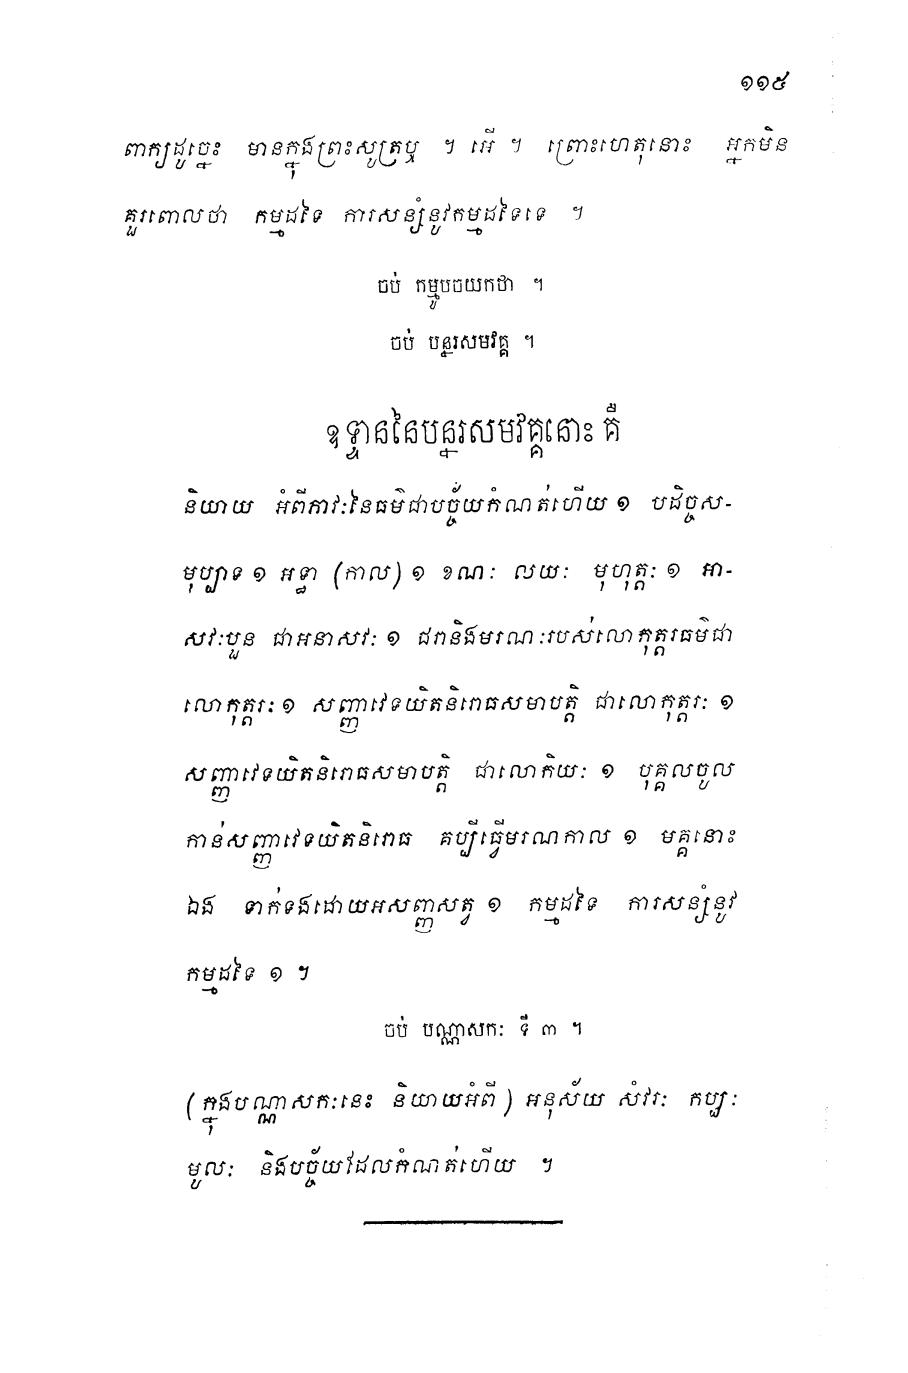 ១១៥
ពាក្យដូច្នេះ មានក្នុងព្រះសូត្រឬ ។ អើ ។ ព្រោះហេតុនោះ អ្នកមិន
គួរពោលថា កម្មដទៃ ការសន្សំនូវកម្មដទៃទេ ។
ចប់ កម្មូបចយកថា ។
ចប់ បន្នរសមវគ្គ ។
ឧទ្ទាននៃបន្នរសមវគ្គនោះ គឺ
និយាយ អំពីភាវៈនៃធម៌ជាបច្ច័យកំណត់ហើយ ១ បដិច្ចស-
មុប្បាទ ១ អទ្ធា (កាល) ១ ខណៈ លយៈ មុហុត្តៈ ១ អា-
សវៈបួន ជាអនាសវៈ ១ ជរានិងមរណៈរបស់លោកុត្តរធម៌ជា
លោកុត្តរៈ ១ សញ្ញាវេទយិតនិរោធសមាបត្តិ ជាលោកុត្តរៈ ១
សញ្ញាវេទយិតនិរោធសមាបត្តិ ជាលោកិយៈ ១ បុគ្គលចូល
កាន់សញ្ញាវេទយិតនិរោធ គប្បីធ្វើមរណកាល ១ មគ្គនោះ
ឯង ទាក់ទងដោយអសញ្ញសត្វ ១ កម្មដទៃ ការសន្សំនូវ
កម្មដទៃ ១ ។
ចប់ បណ្ណាសកៈ ទី ៣ ។
(ក្នុងបណ្ណាសកៈនេះ និយាយអំពី) អនុស័យ សំវរៈ កប្បៈ
មូលៈ និងបច្ច័យដែលកំណត់ហើយ ។